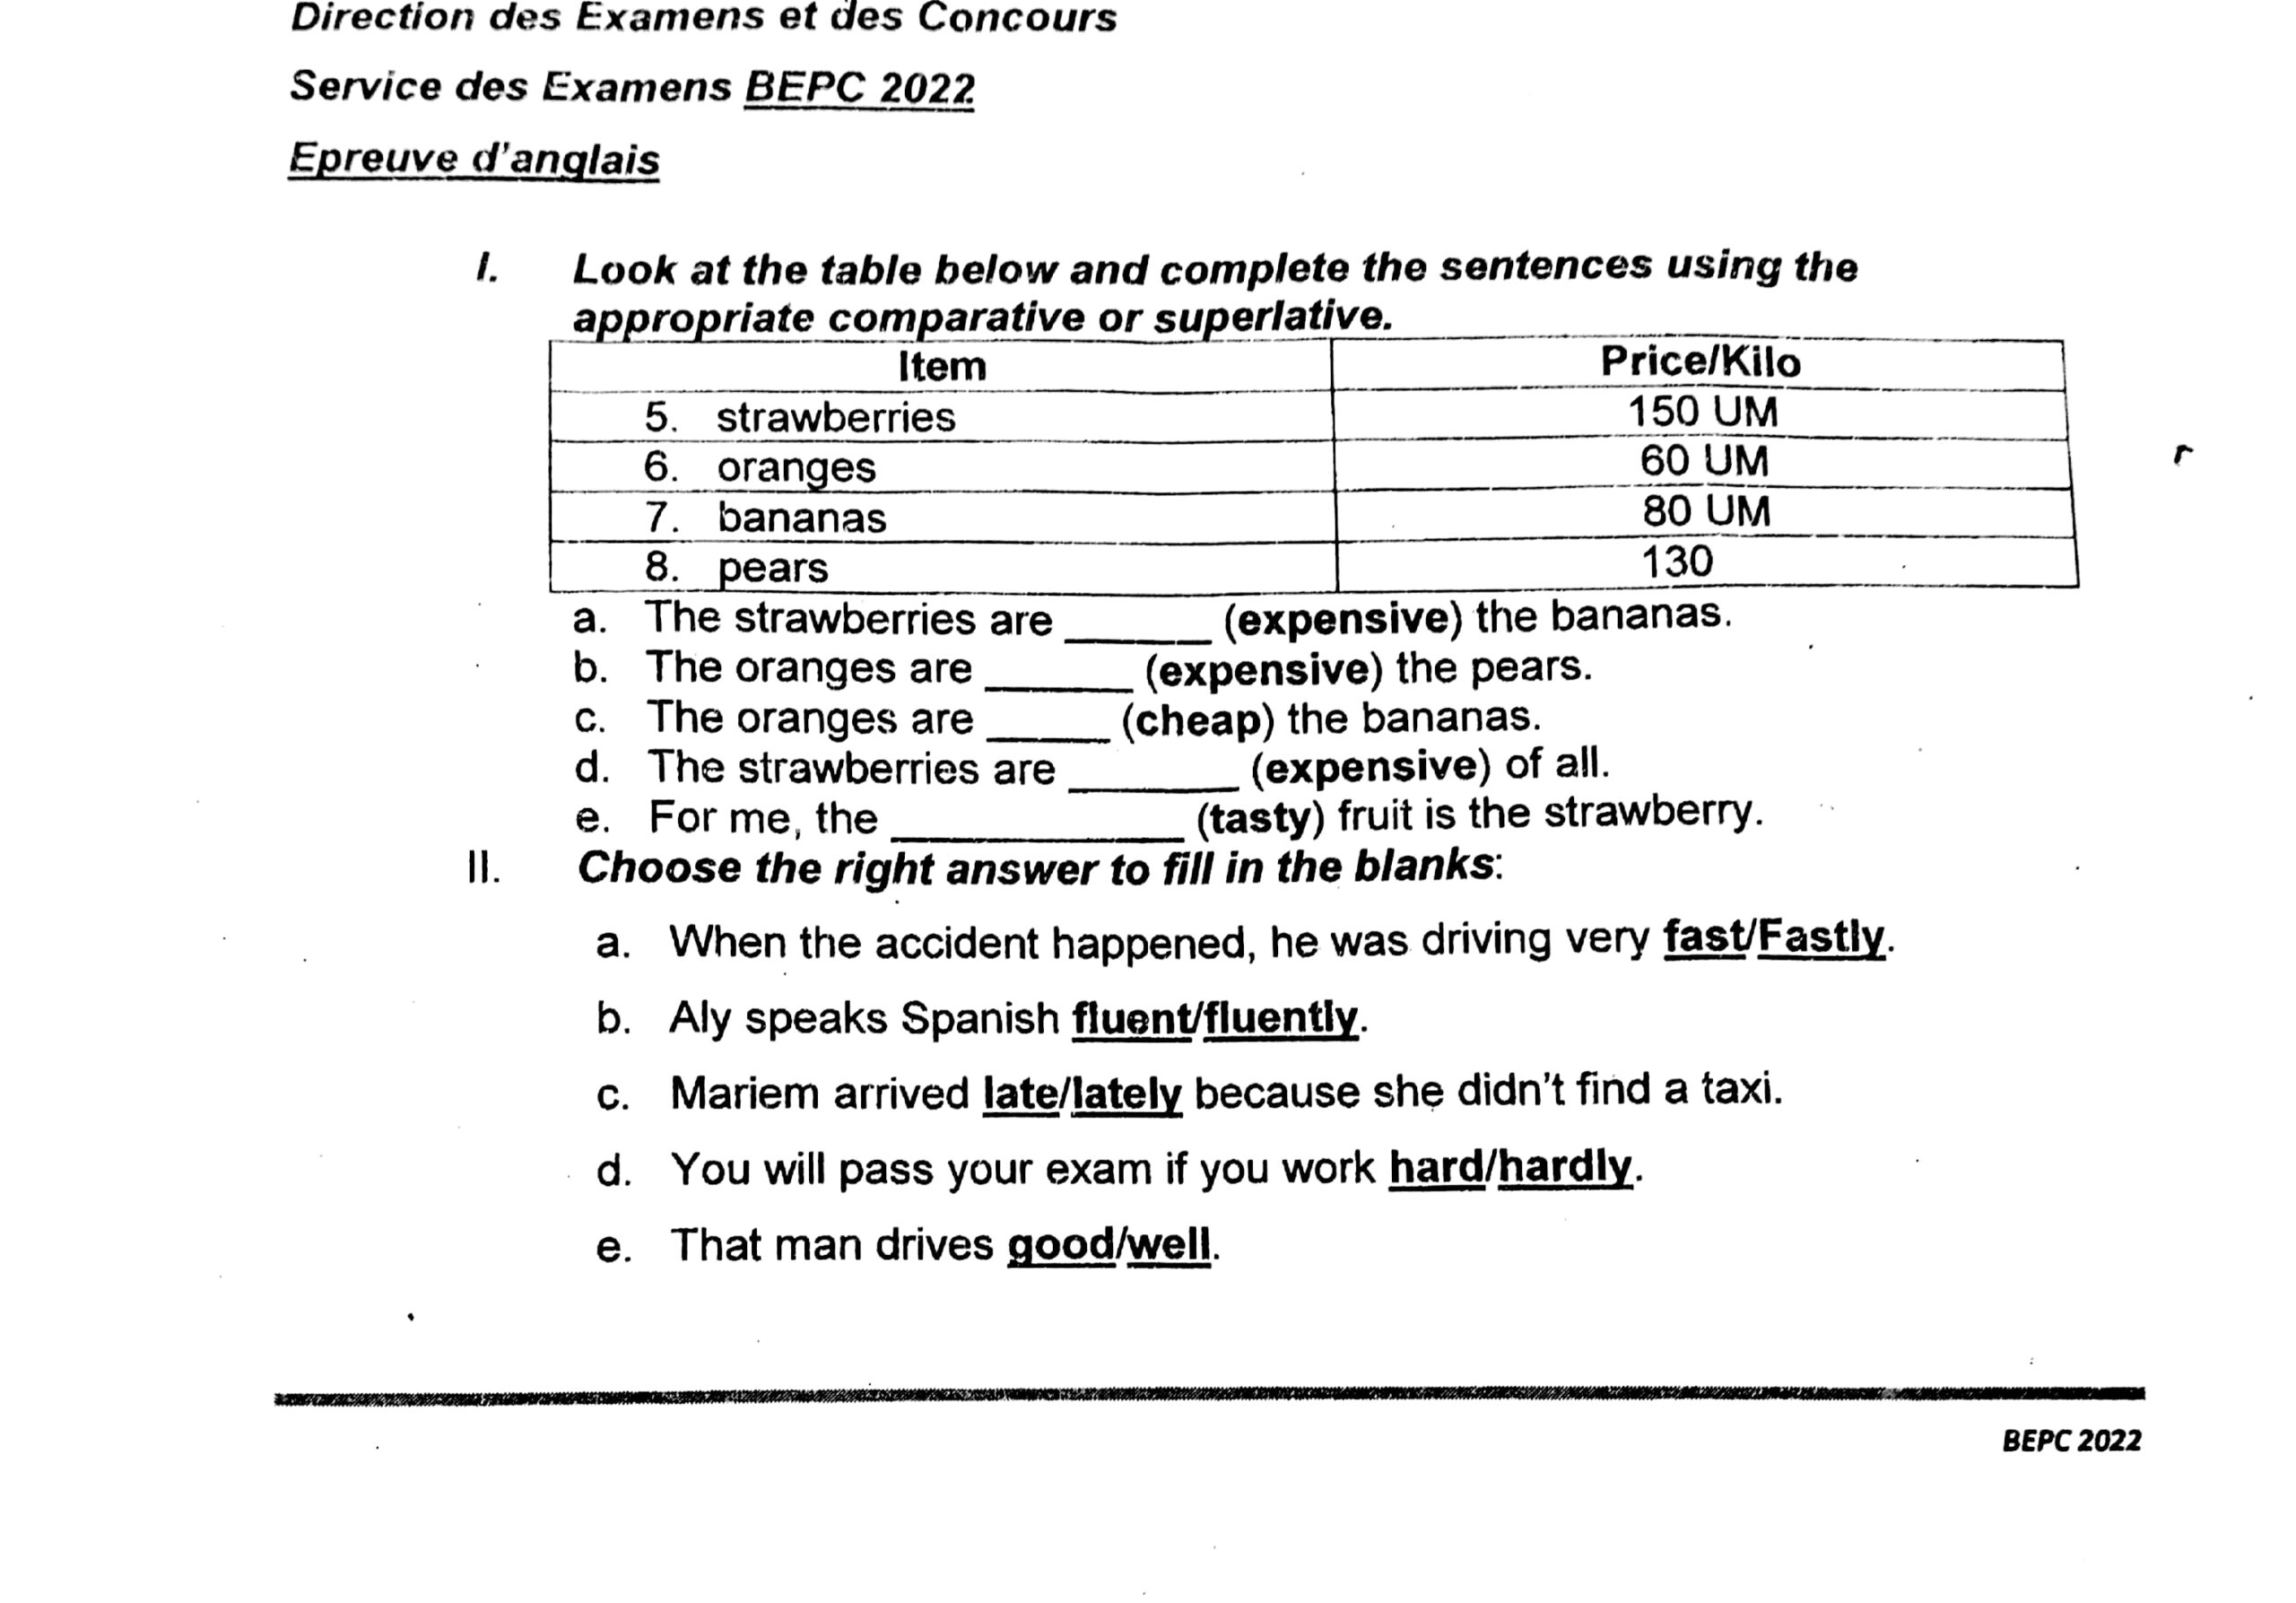 Direction des Examens et des Concours
Service des Examens BEPC 2022
Epreuve d'anglais
I. Look at the table below and complete the sentences using the
appropriate comparative or superlative.
Item Price/Kilo
5. strawberries 150 UM
6. oranges 60 UM
7. bananas 80 UM
8. pears 130
a. The strawberries are ______ (expensive) the bananas.
b. The oranges are ______ (expensive) the pears.
c. The oranges are _____ (cheap) the bananas.
d. The strawberries are _______ (expensive) of all.
e. For me, the ____________ (tasty) fruit is the strawberry.
II. Choose the right answer to fill in the blanks:
a. When the accident happened, he was driving very fast/Fastly.
b. Aly speaks Spanish fluent/fluently.
c. Mariem arrived late/lately because she didn't find a taxi.
d. You will pass your exam if you work hard/hardly.
e. That man drives good/well.
BEPC 2022